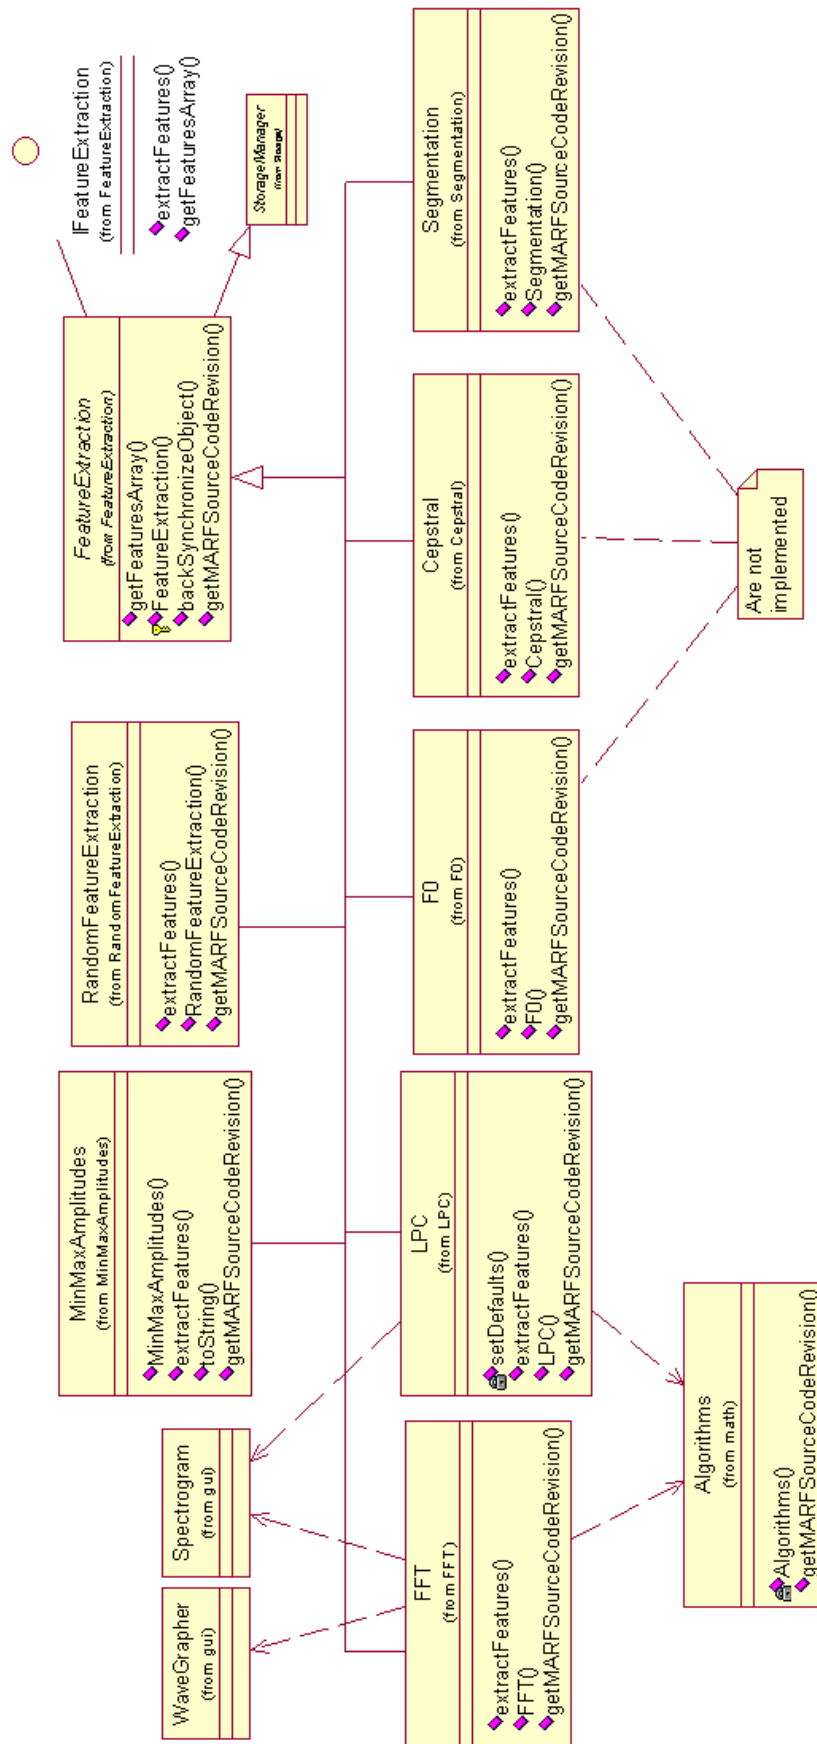 IFeatureExtraction
(from FeatureExtraction)
extractFeatures()
getFeaturesArray()
StorageManager
(from Storage)
FeatureExtraction
(from FeatureExtraction)
getFeaturesArray()
FeatureExtraction()
backSynchronizeObject()
getMARFSourceCodeRevision()
WaveGrapher
(from gui)
Spectrogram
(from gui)
MinMaxAmplitudes
(from MinMaxAmplitudes)
MinMaxAmplitudes()
extractFeatures()
toString()
getMARFSourceCodeRevision()
RandomFeatureExtraction
(from RandomFeatureExtraction)
extractFeatures()
RandomFeatureExtraction()
getMARFSourceCodeRevision()
FFT
(from FFT)
extractFeatures()
FFT()
getMARFSourceCodeRevision()
LPC
(from LPC)
setDefaults()
extractFeatures()
LPC()
getMARFSourceCodeRevision()
F0
(from F0)
extractFeatures()
F0()
getMARFSourceCodeRevision()
Cepstral
(from Cepstral)
extractFeatures()
Cepstral()
getMARFSourceCodeRevision()
Segmentation
(from Segmentation)
extractFeatures()
Segmentation()
getMARFSourceCodeRevision()
Algorithms
(from math)
Algorithms()
getMARFSourceCodeRevision()
Are not
implemented